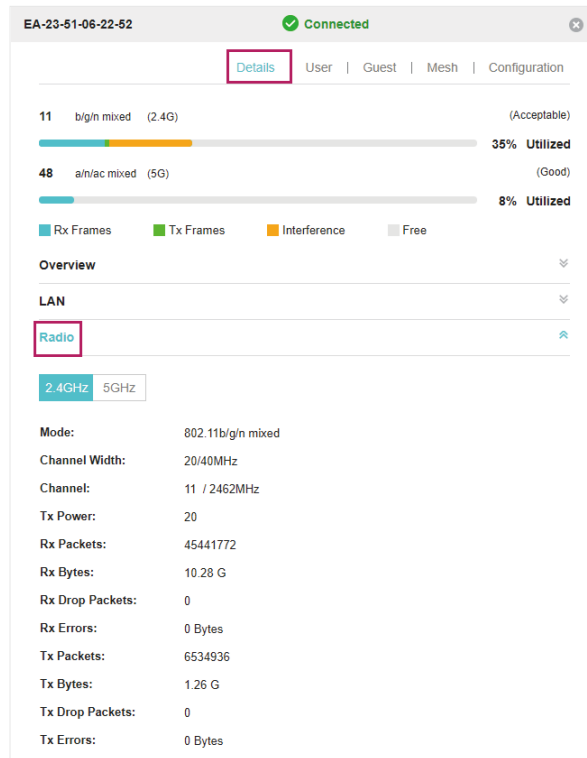 EA-23-51-06-22-52 Connected
Details User | Guest | Mesh | Configuration
11 b/g/n mixed (2.4G) (Acceptable)
35% Utilized
48 a/n/ac mixed (5G) (Good)
8% Utilized
Rx Frames Tx Frames Interference Free
Overview
LAN
Radio
2.4GHz 5GHz
Mode: 802.11b/g/n mixed
Channel Width: 20/40MHz
Channel: 11 / 2462MHz
Tx Power: 20
Rx Packets: 45441772
Rx Bytes: 10.28 G
Rx Drop Packets: 0
Rx Errors: 0 Bytes
Tx Packets: 6534936
Tx Bytes: 1.26 G
Tx Drop Packets: 0
Tx Errors: 0 Bytes